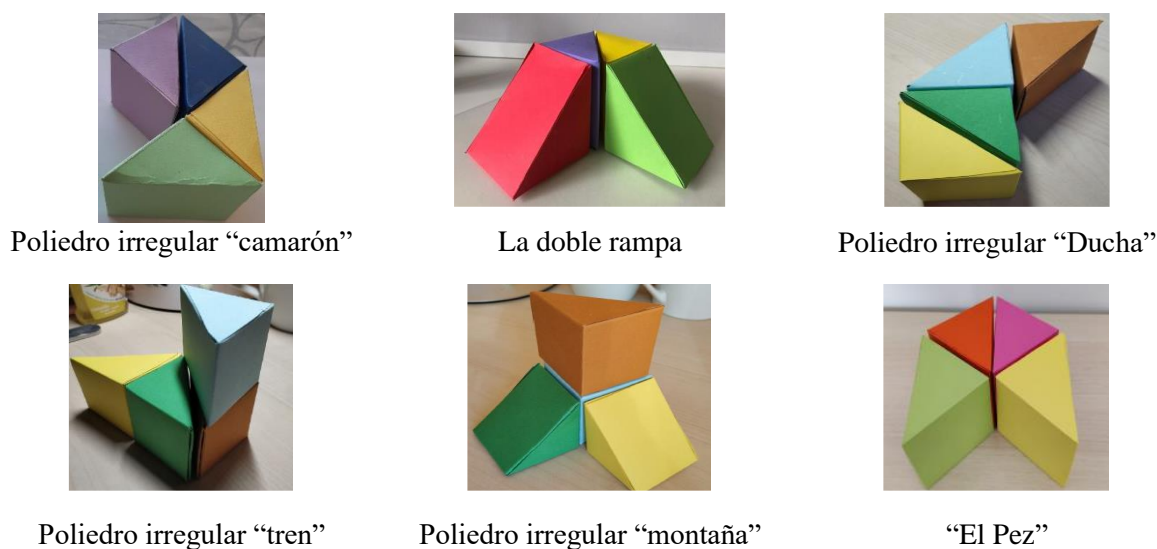 Poliedro irregular “camarón”
La doble rampa
Poliedro irregular “Ducha”
Poliedro irregular “tren”
Poliedro irregular “montaña”
“El Pez”